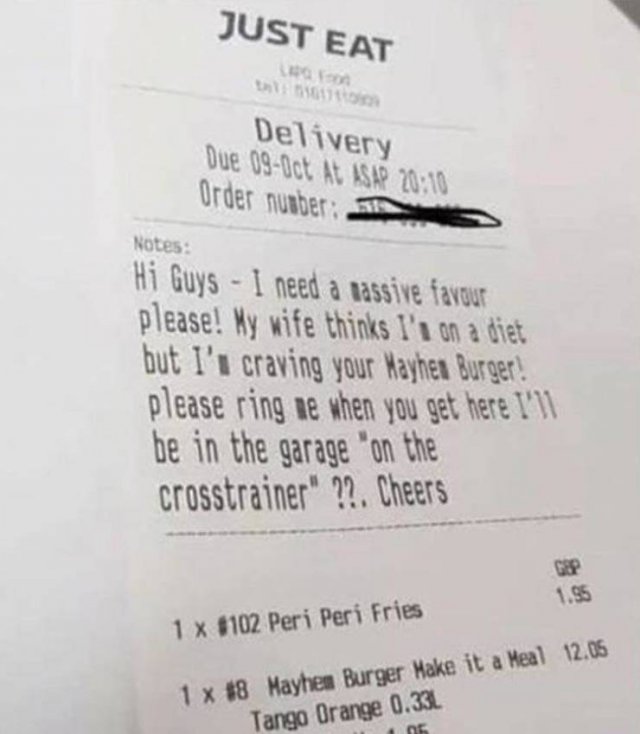 JUST EAT
LAPO Food
tel:
Delivery
Due 09-Oct At ASAP 20:10
Order number:
Notes:
Hi Guys - I need a massive favour
please! My wife thinks I'm on a diet
but I'm craving your Mayhem Burger!
please ring me when you get here I'll
be in the garage "on the
crosstrainer" ??. Cheers
GBP
1 x #102 Peri Peri Fries 1.95
1 x #8 Mayhem Burger Make it a Meal 12.05
Tango Orange 0.33L